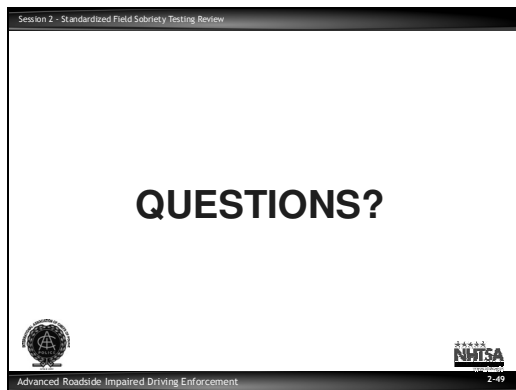 Session 2 - Standardized Field Sobriety Testing Review
QUESTIONS?
NHTSA
Advanced Roadside Impaired Driving Enforcement
2-49